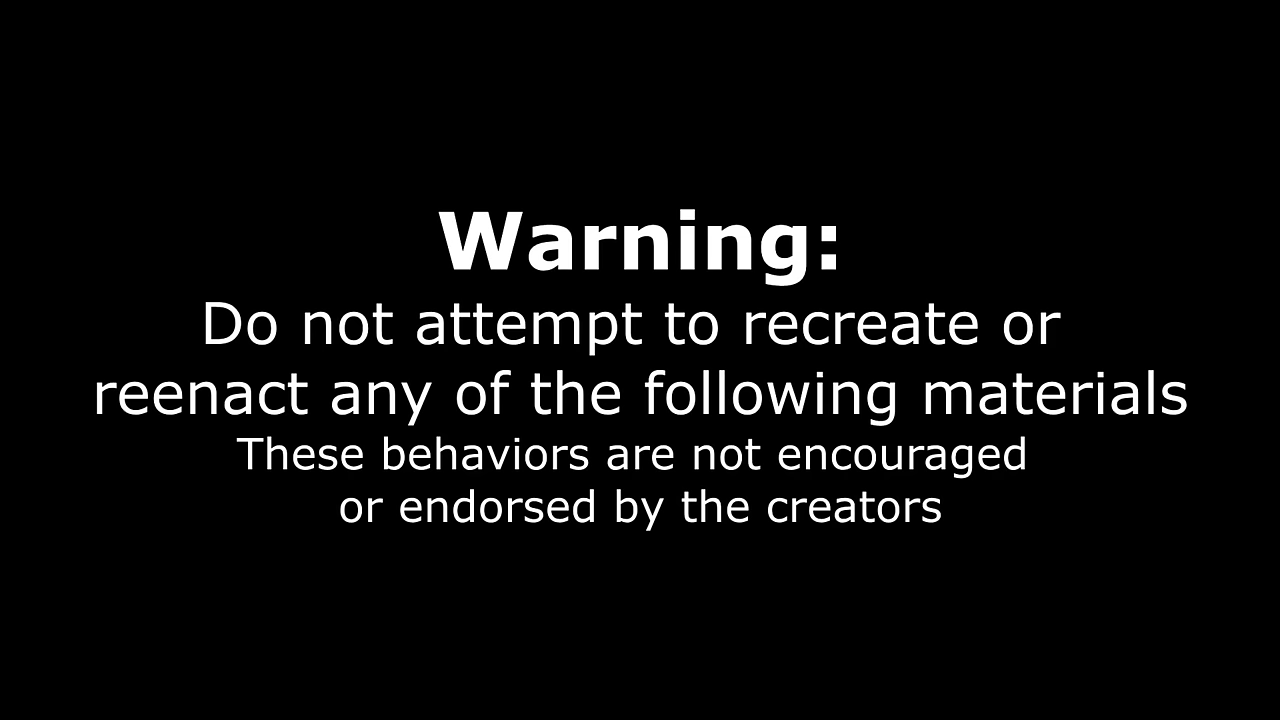 Warning:
Do not attempt to recreate or
reenact any of the following materials
These behaviors are not encouraged
or endorsed by the creators